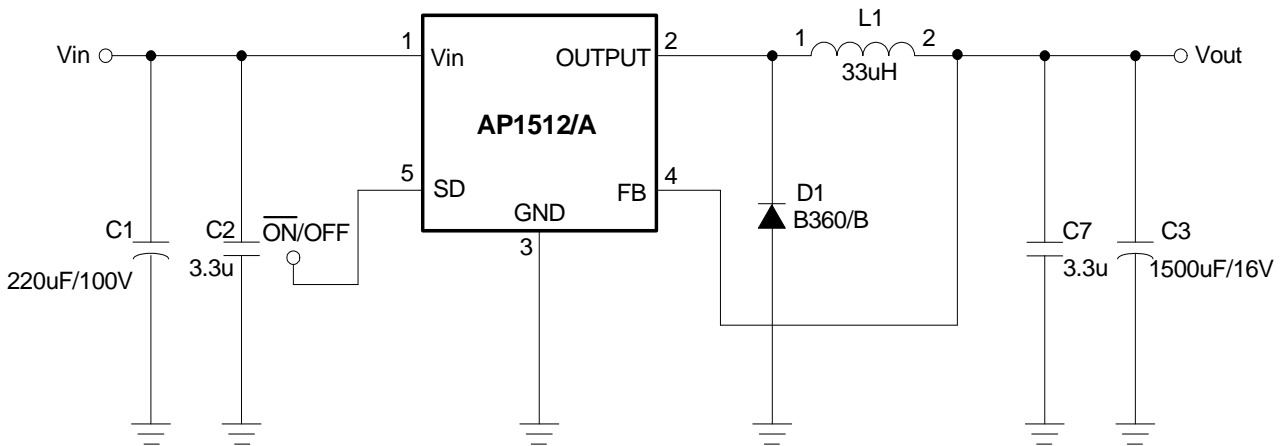 L1
1
2
33uH
Vin
1
Vin
OUTPUT
2
Vout
AP1512/A
5
SD
FB
4
GND
3
D1
B360/B
C1
220uF/100V
C2
3.3u
ON/OFF
C7
3.3u
C3
1500uF/16V